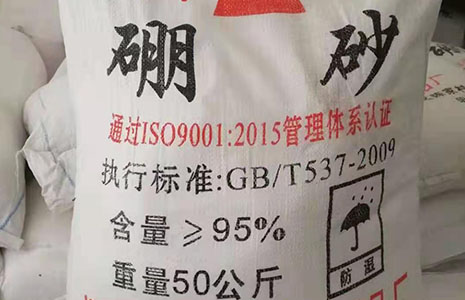 硼砂
通过ISO9001:2015管理体系认证
执行标准:GB/T537-2009
含量≥95%
重量50公斤
防湿